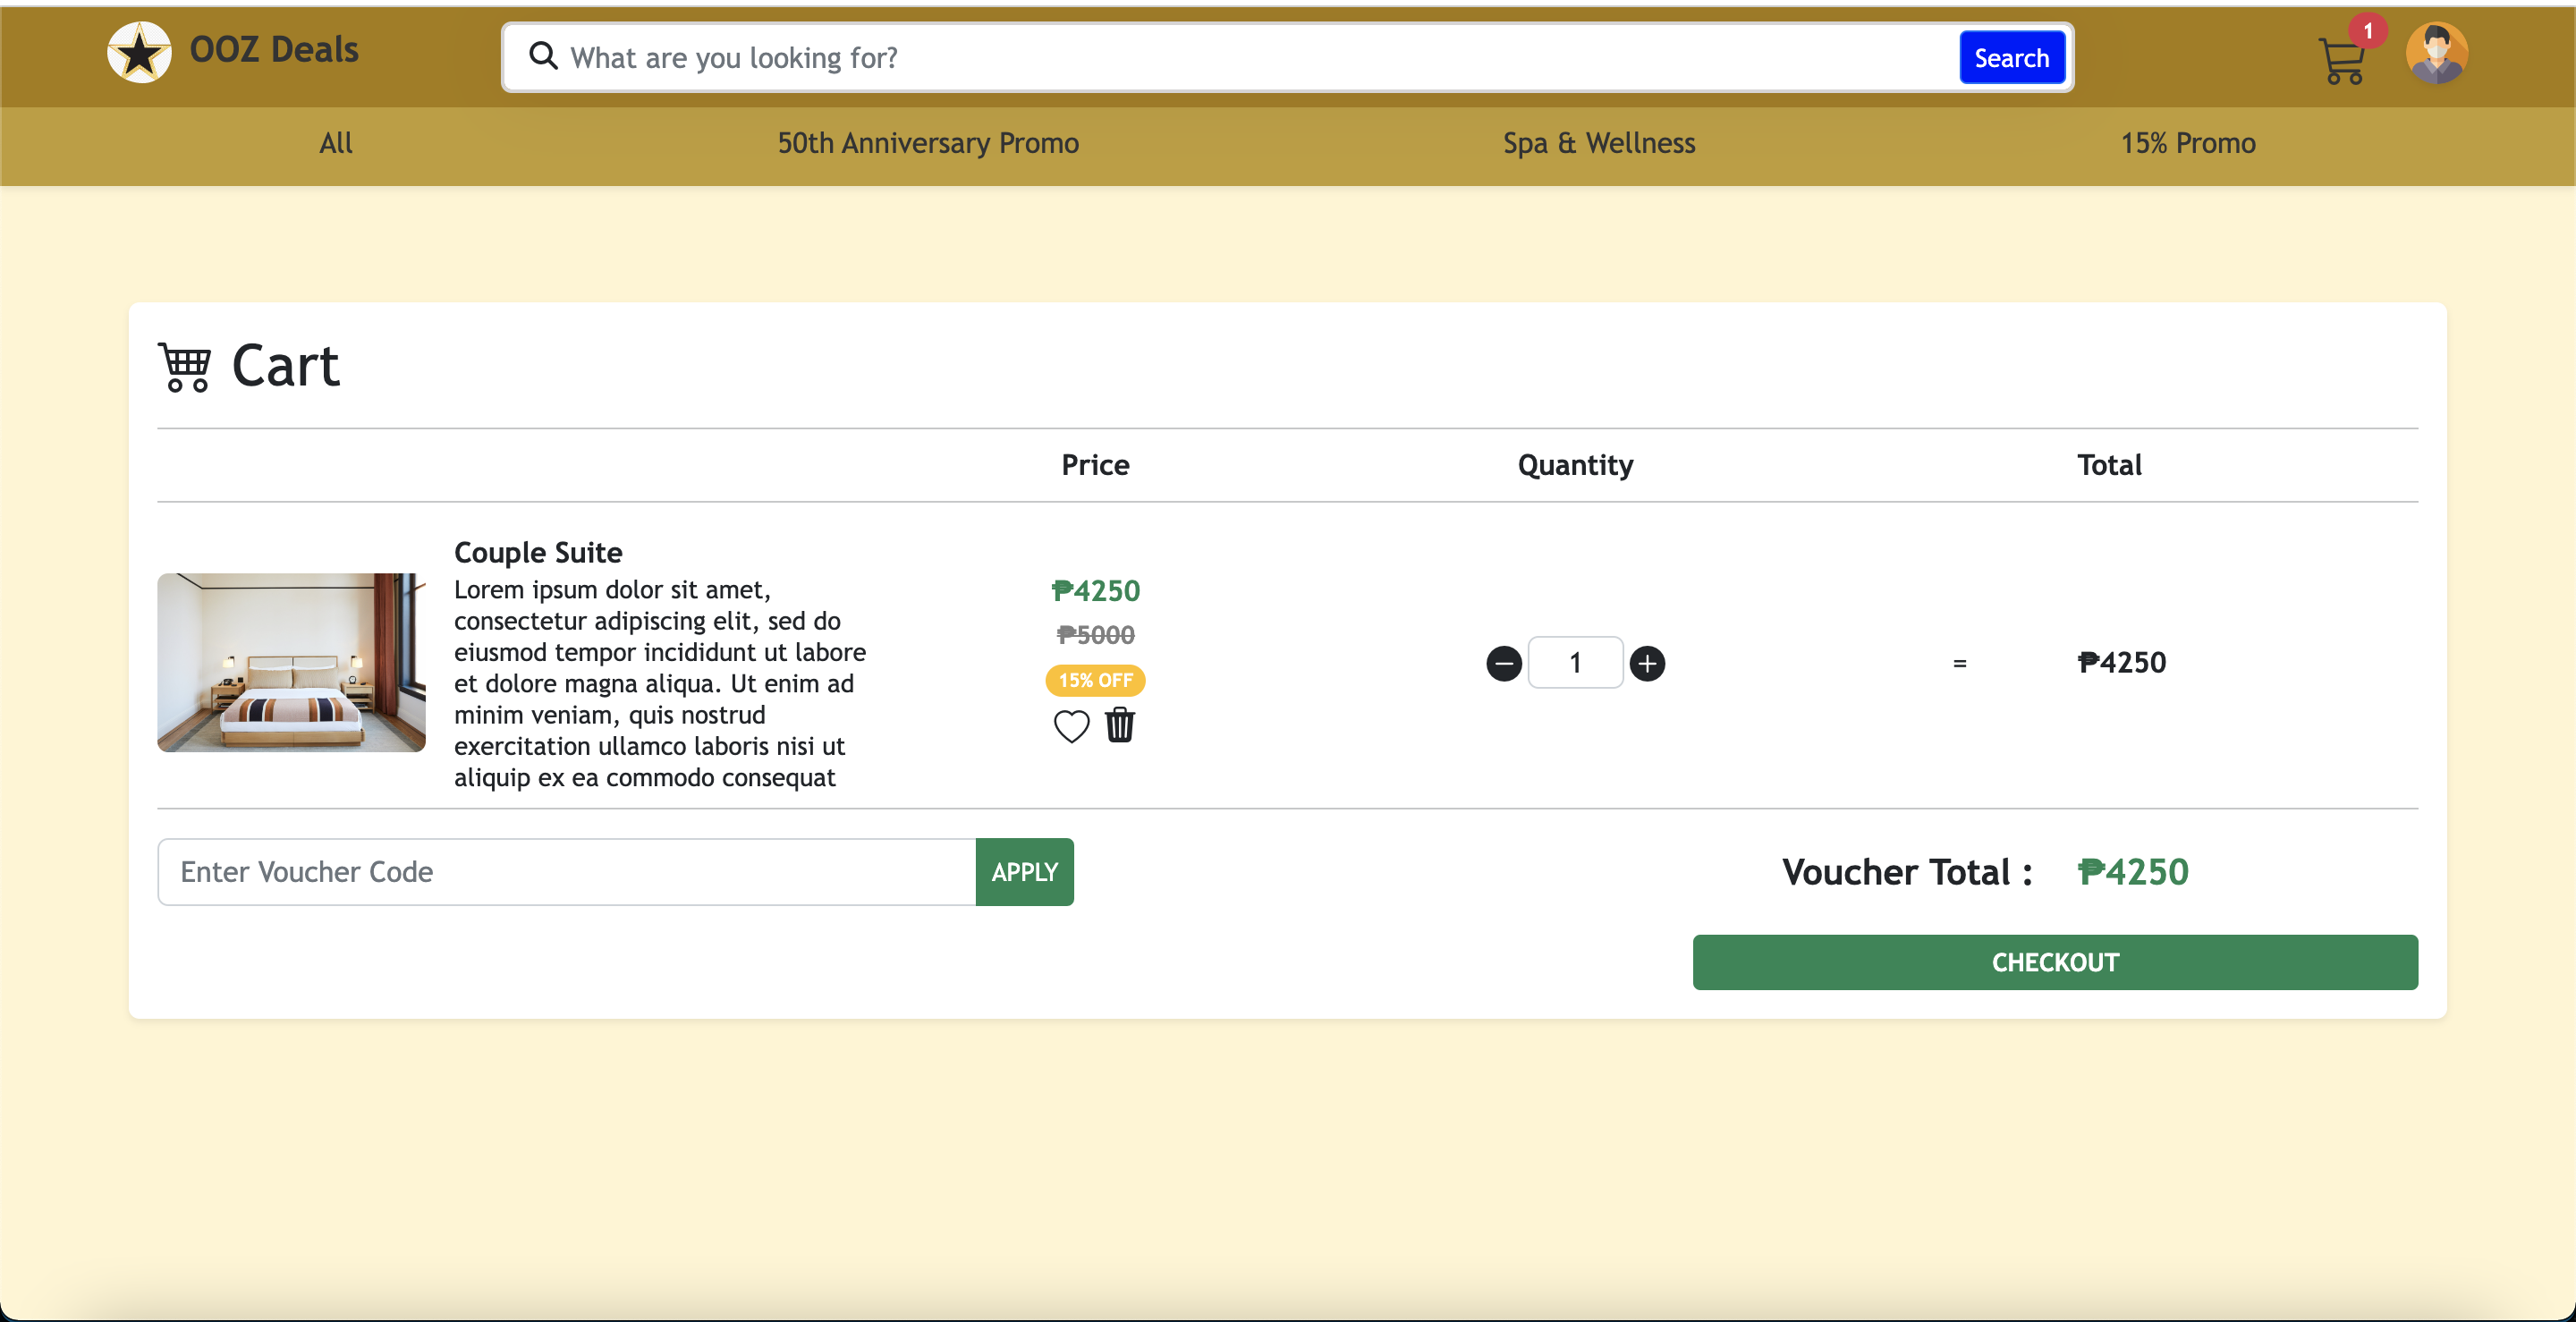 OOZ Deals
What are you looking for?
Search
1
All
50th Anniversary Promo
Spa & Wellness
15% Promo
Cart
Price
Quantity
Total
Couple Suite
Lorem ipsum dolor sit amet,
consectetur adipiscing elit, sed do
eiusmod tempor incididunt ut labore
et dolore magna aliqua. Ut enim ad
minim veniam, quis nostrud
exercitation ullamco laboris nisi ut
aliquip ex ea commodo consequat
₱4250
₱5000
15% OFF
1
=
₱4250
Enter Voucher Code
APPLY
Voucher Total :
₱4250
CHECKOUT